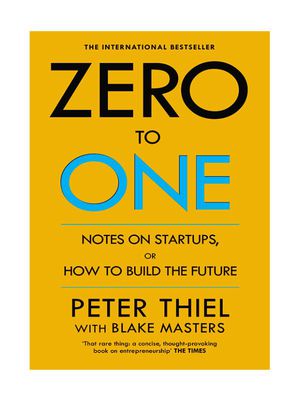 THE INTERNATIONAL BESTSELLER
ZERO
TO
ONE
NOTES ON STARTUPS,
OR
HOW TO BUILD THE FUTURE
PETER THIEL
WITH BLAKE MASTERS
'That rare thing: a concise, thought-provoking
book on entrepreneurship' THE TIMES